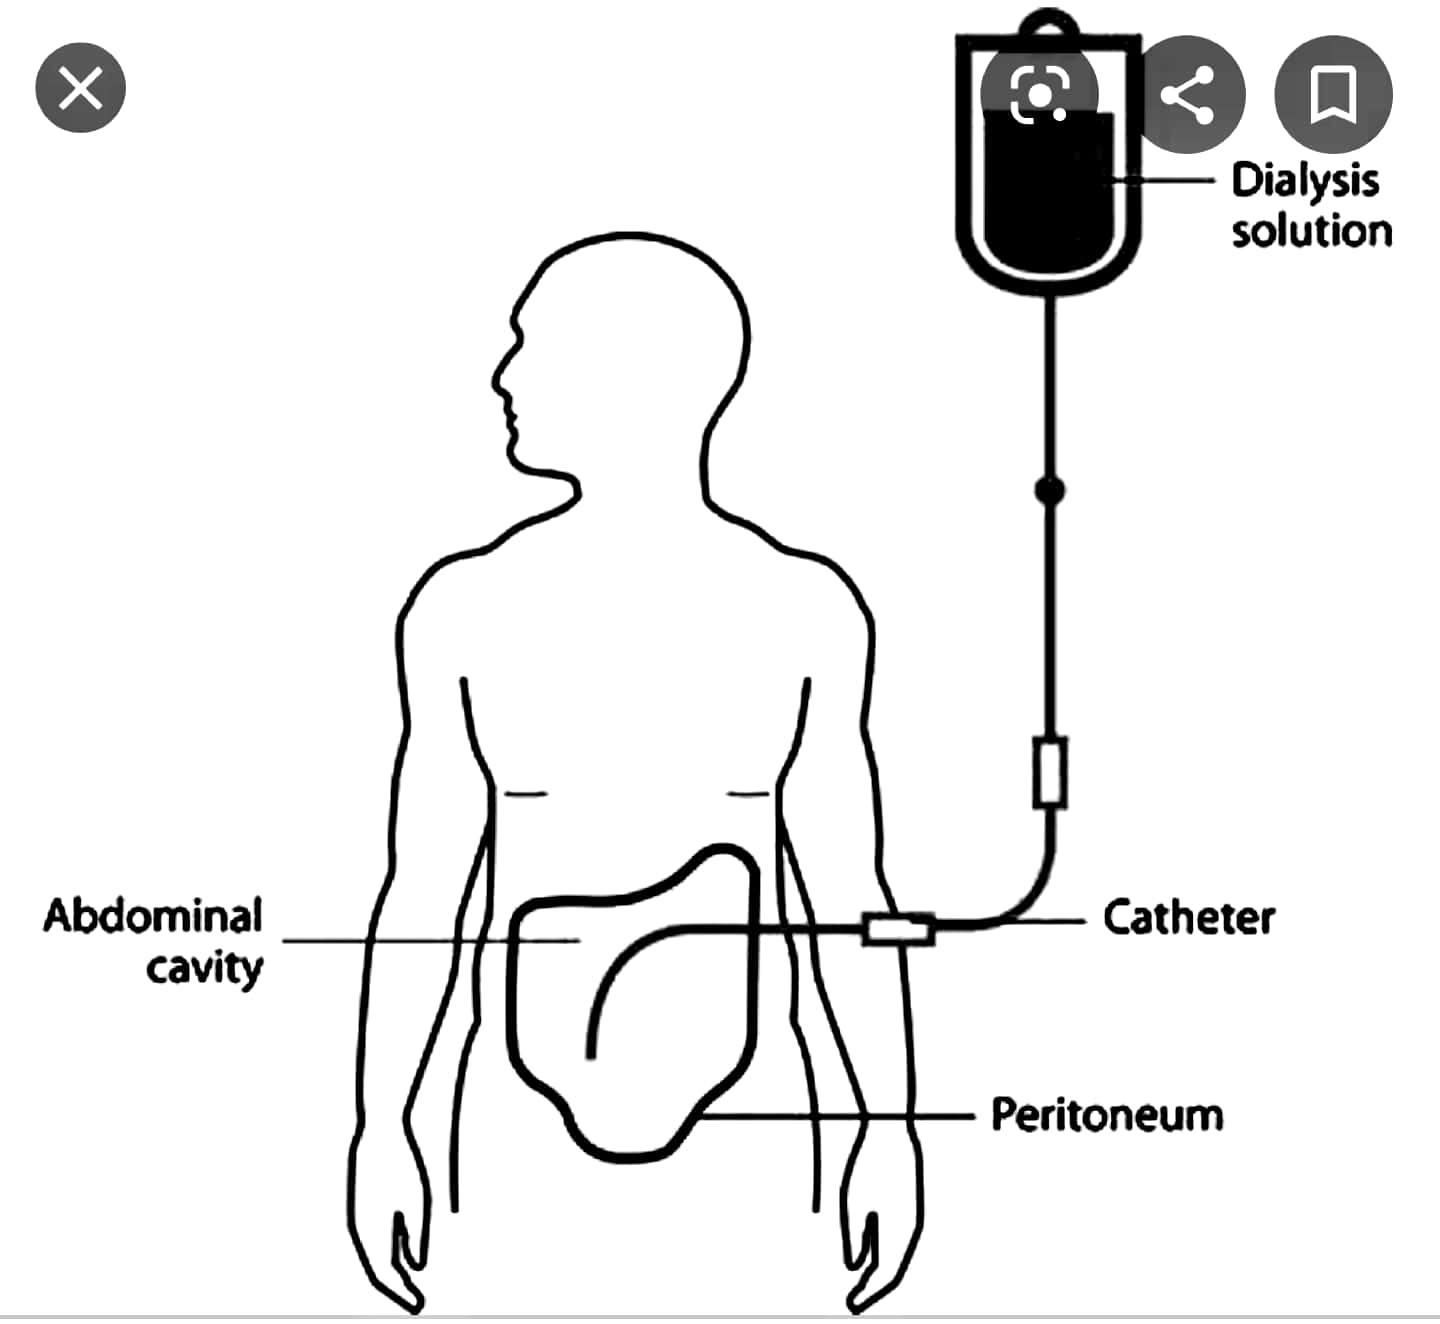 Dialysis
solution
Abdominal
cavity
Catheter
Peritoneum